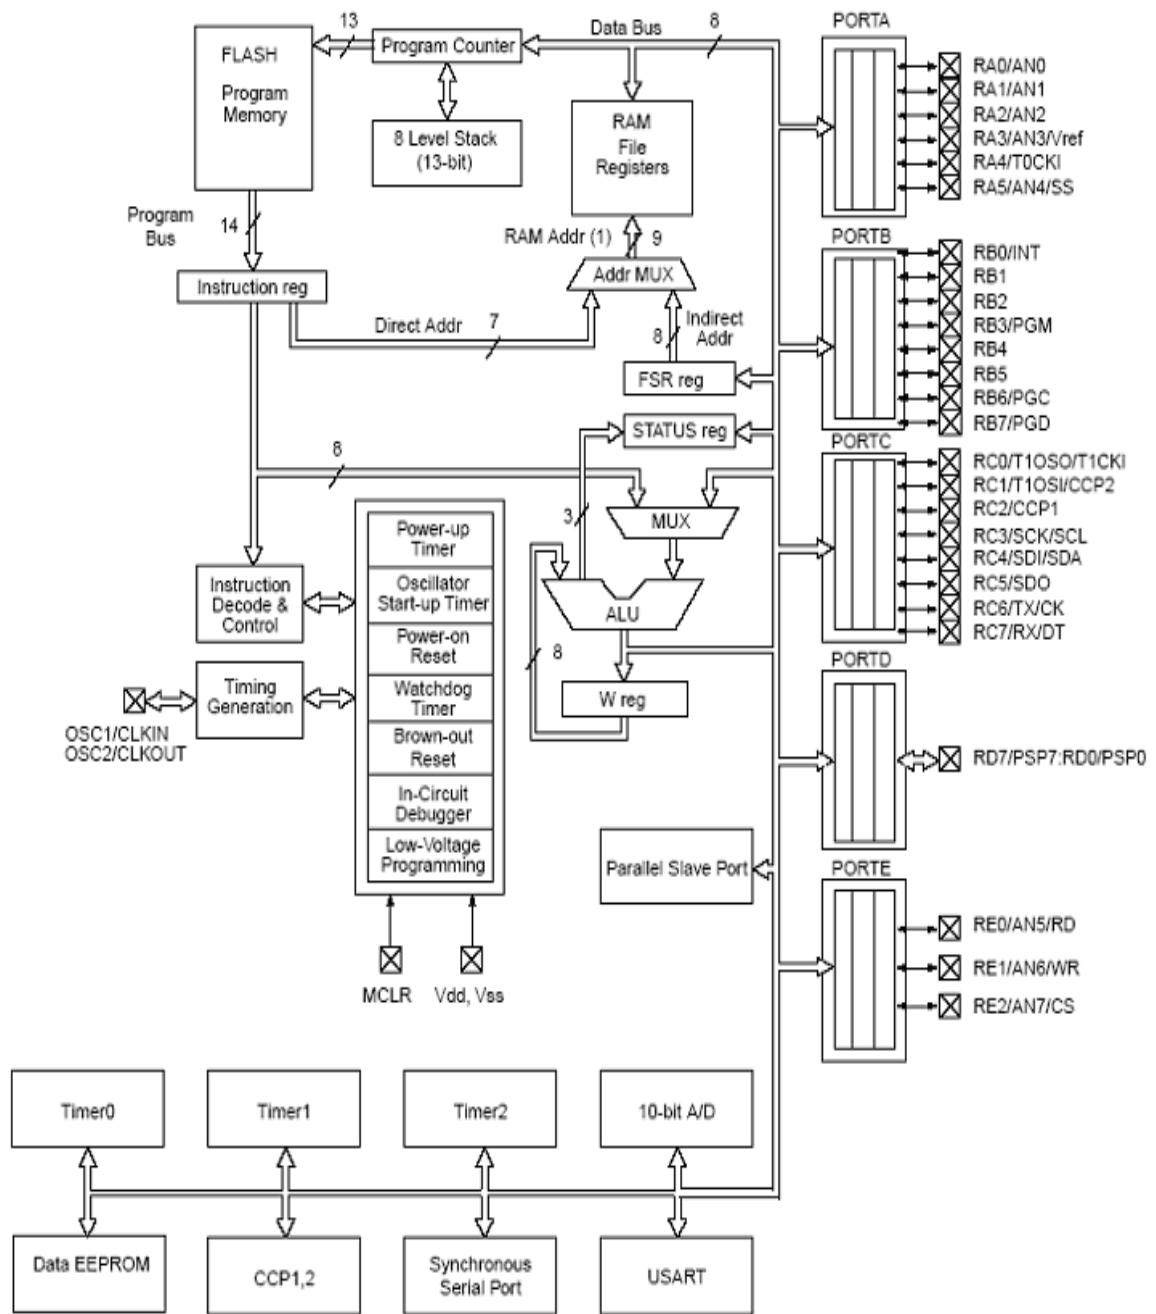 FLASH
Program
Memory
13
Program Counter
Data Bus
8
8 Level Stack
(13-bit)
RAM
File
Registers
Program
Bus
14
RAM Addr (1)
9
Addr MUX
Instruction reg
Direct Addr
7
8
Indirect
Addr
FSR reg
STATUS reg
8
3
MUX
ALU
8
W reg
Power-up
Timer
Oscillator
Start-up Timer
Power-on
Reset
Watchdog
Timer
Brown-out
Reset
In-Circuit
Debugger
Low-Voltage
Programming
Instruction
Decode &
Control
Timing
Generation
OSC1/CLKIN
OSC2/CLKOUT
MCLR
Vdd, Vss
Parallel Slave Port
PORTA
RA0/AN0
RA1/AN1
RA2/AN2
RA3/AN3/Vref
RA4/T0CKI
RA5/AN4/SS
PORTB
RB0/INT
RB1
RB2
RB3/PGM
RB4
RB5
RB6/PGC
RB7/PGD
PORTC
RC0/T1OSO/T1CKI
RC1/T1OSI/CCP2
RC2/CCP1
RC3/SCK/SCL
RC4/SDI/SDA
RC5/SDO
RC6/TX/CK
RC7/RX/DT
PORTD
RD7/PSP7:RD0/PSP0
PORTE
RE0/AN5/RD
RE1/AN6/WR
RE2/AN7/CS
Timer0
Timer1
Timer2
10-bit A/D
Data EEPROM
CCP1,2
Synchronous
Serial Port
USART